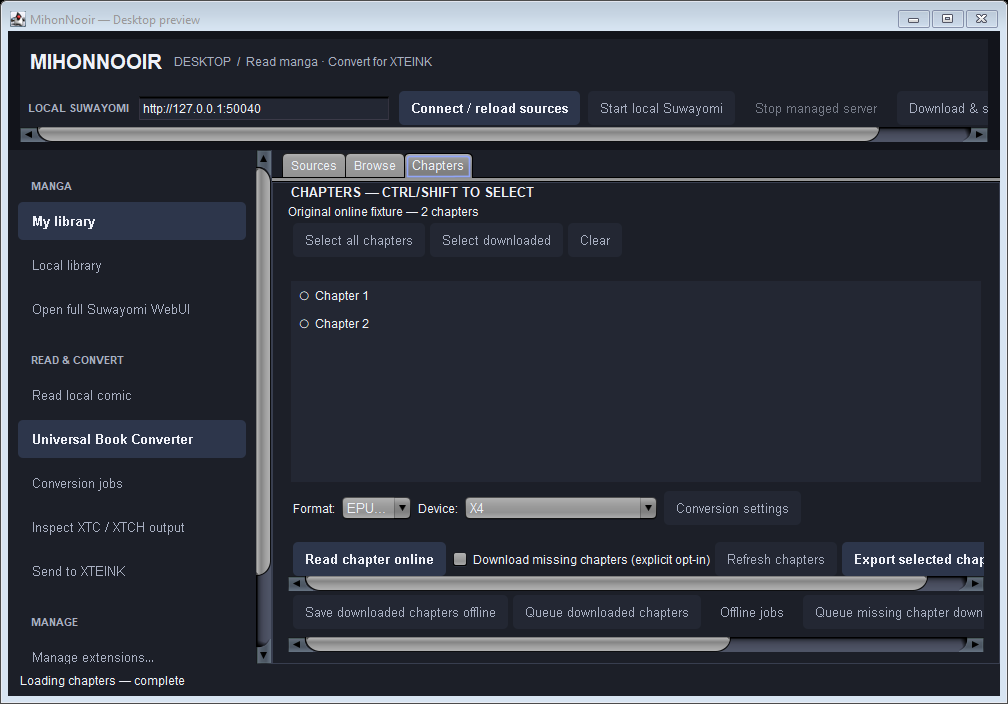 MihonNooir — Desktop preview
MIHONNOOIR DESKTOP / Read manga · Convert for XTEINK
LOCAL SUWAYOMI http://127.0.0.1:50040 Connect / reload sources Start local Suwayomi Stop managed server Download & s
MANGA
My library
Local library
Open full Suwayomi WebUI
READ & CONVERT
Read local comic
Universal Book Converter
Conversion jobs
Inspect XTC / XTCH output
Send to XTEINK
MANAGE
Manage extensions...
Sources Browse Chapters
CHAPTERS — CTRL/SHIFT TO SELECT
Original online fixture — 2 chapters
Select all chapters Select downloaded Clear
Chapter 1
Chapter 2
Format: EPU... Device: X4 Conversion settings
Read chapter online Download missing chapters (explicit opt-in) Refresh chapters Export selected chap
Save downloaded chapters offline Queue downloaded chapters Offline jobs Queue missing chapter down
Loading chapters — complete